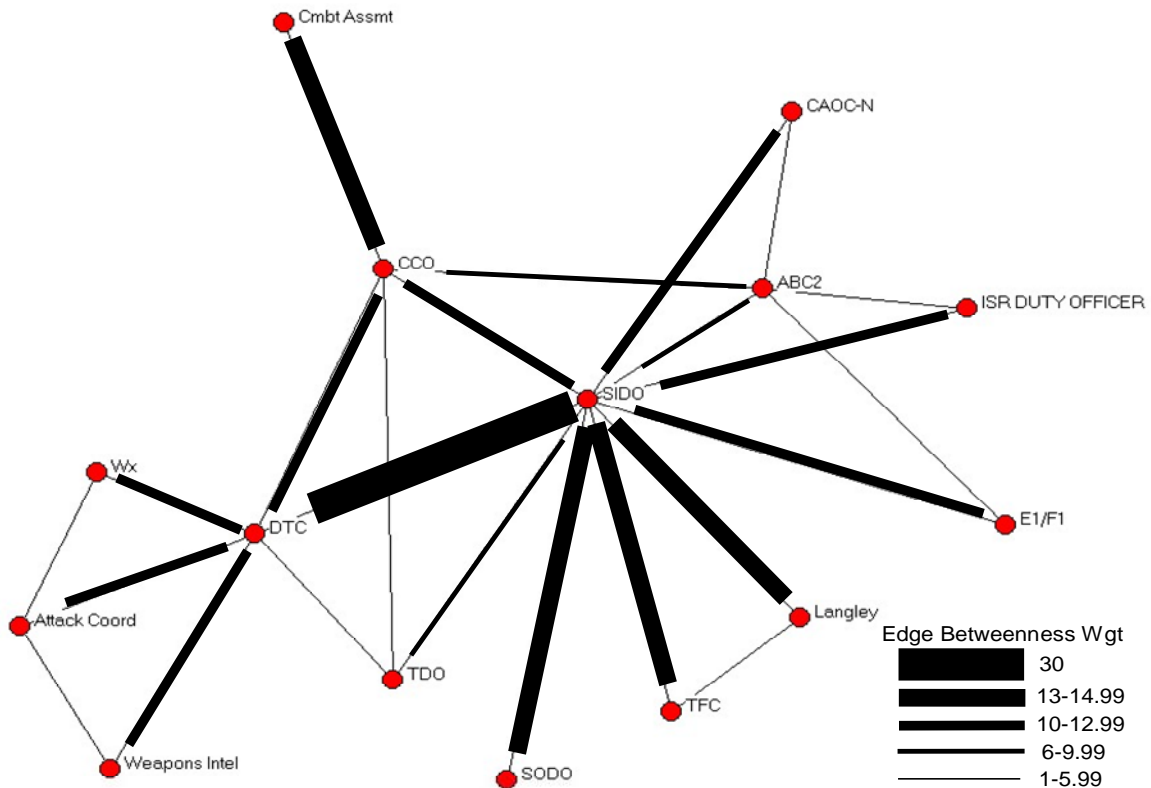 Cmbt Assmt
CAOC-N
CCO
ABC2
ISR DUTY OFFICER
SIDO
Wx
DTC
E1/F1
Attack Coord
Langley
TDO
TFC
Weapons Intel
SODO
Edge Betweenness Wgt
30
13-14.99
10-12.99
6-9.99
1-5.99